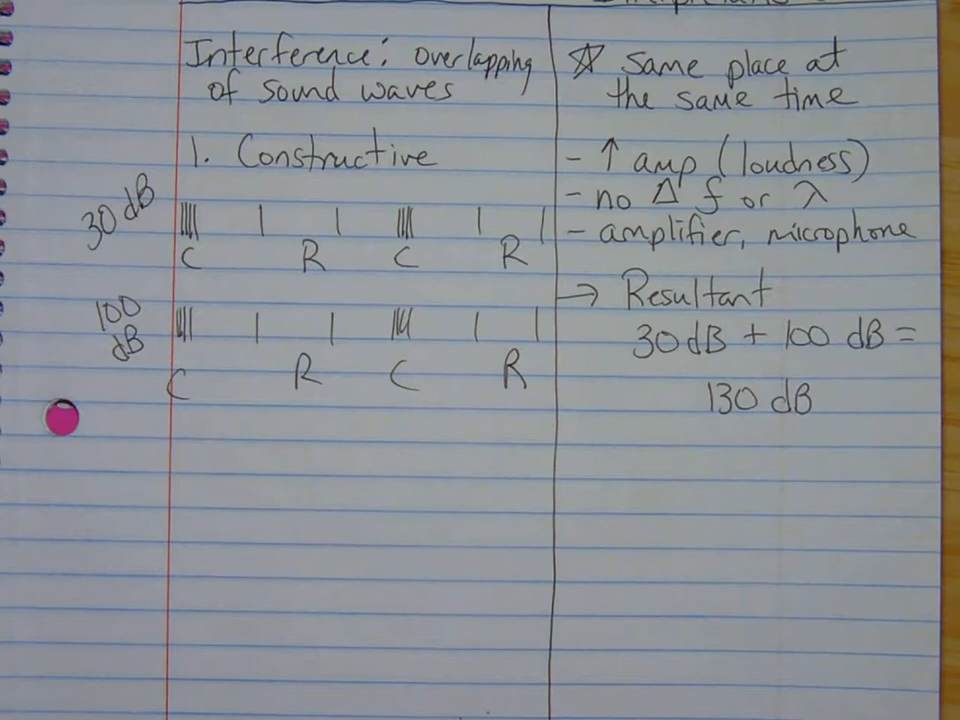 Interference: overlapping
of sound waves
1. Constructive
30 dB
C R C R
100
dB
C R C R
☆ same place at
the same time
- ↑ amp (loudness)
- no Δ f or λ
- amplifier, microphone
→ Resultant
30 dB + 100 dB =
130 dB